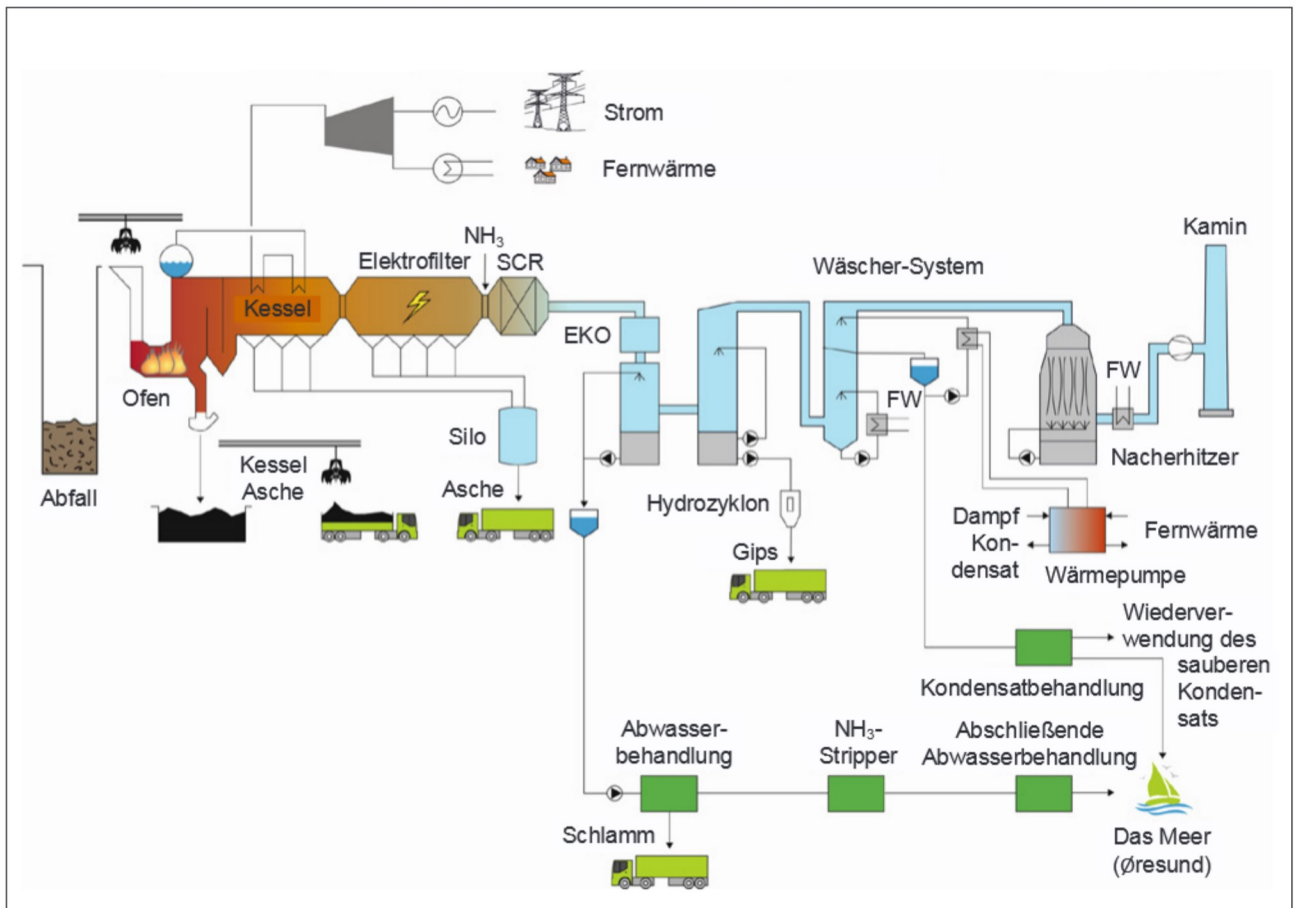 Strom
Fernwärme
Kamin
NH₃
Elektrofilter
SCR
Wäscher-System
Kessel
EKO
FW
FW
Ofen
Silo
Nacherhitzer
Kessel
Asche
Abfall
Asche
Hydrozyklon
Dampf
Kon-
densat
Fernwärme
Gips
Wärmepumpe
Wiederver-
wendung des
sauberen
Konden-
sats
Kondensatbehandlung
Abwasser-
behandlung
NH₃-
Stripper
Abschließende
Abwasserbehandlung
Schlamm
Das Meer
(Øresund)